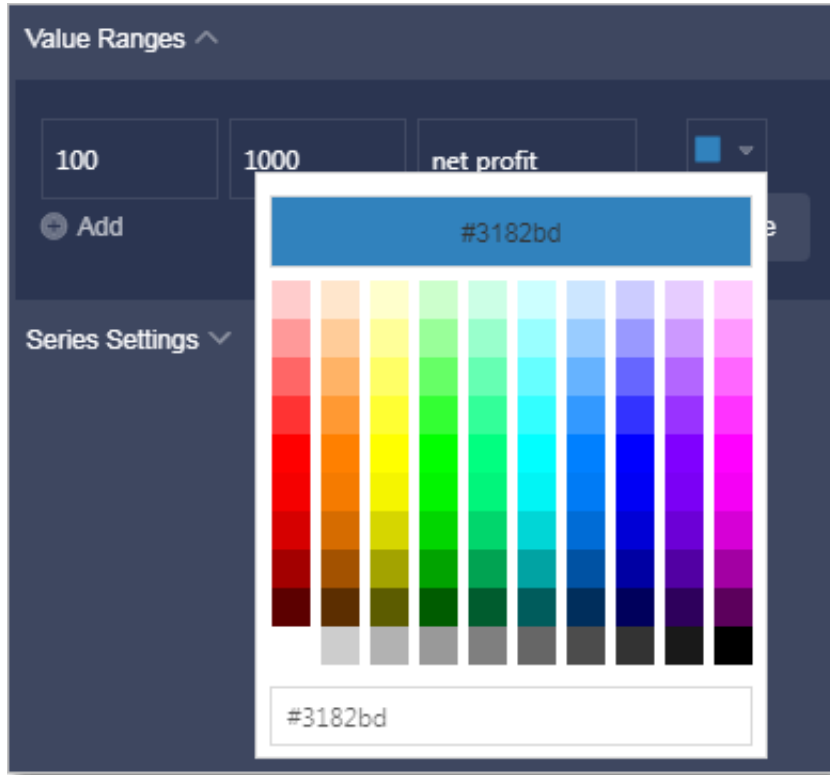 Value Ranges
100 1000 net profit
Add
#3182bd
Series Settings
#3182bd